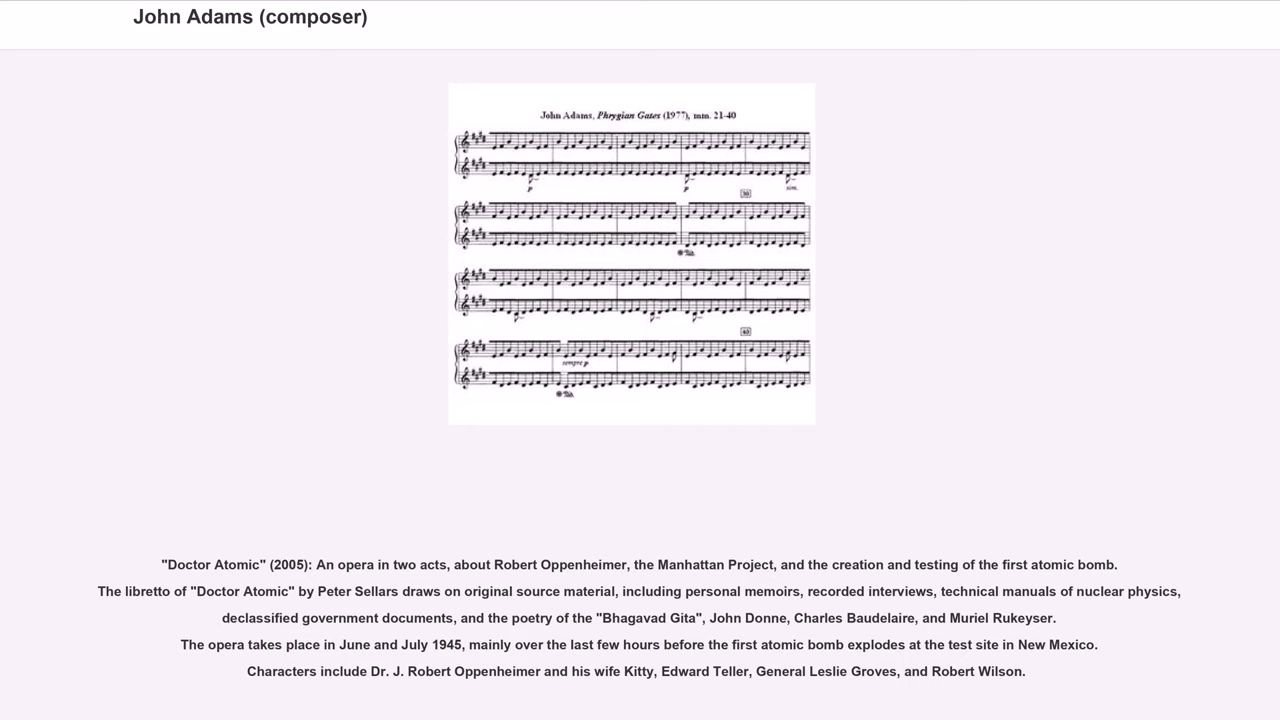 John Adams (composer)
John Adams, Phrygian Gates (1977), mm. 21-40
p
p
sim.
30
sempre p
"Doctor Atomic" (2005): An opera in two acts, about Robert Oppenheimer, the Manhattan Project, and the creation and testing of the first atomic bomb.
The libretto of "Doctor Atomic" by Peter Sellars draws on original source material, including personal memoirs, recorded interviews, technical manuals of nuclear physics,
declassified government documents, and the poetry of the "Bhagavad Gita", John Donne, Charles Baudelaire, and Muriel Rukeyser.
The opera takes place in June and July 1945, mainly over the last few hours before the first atomic bomb explodes at the test site in New Mexico.
Characters include Dr. J. Robert Oppenheimer and his wife Kitty, Edward Teller, General Leslie Groves, and Robert Wilson.